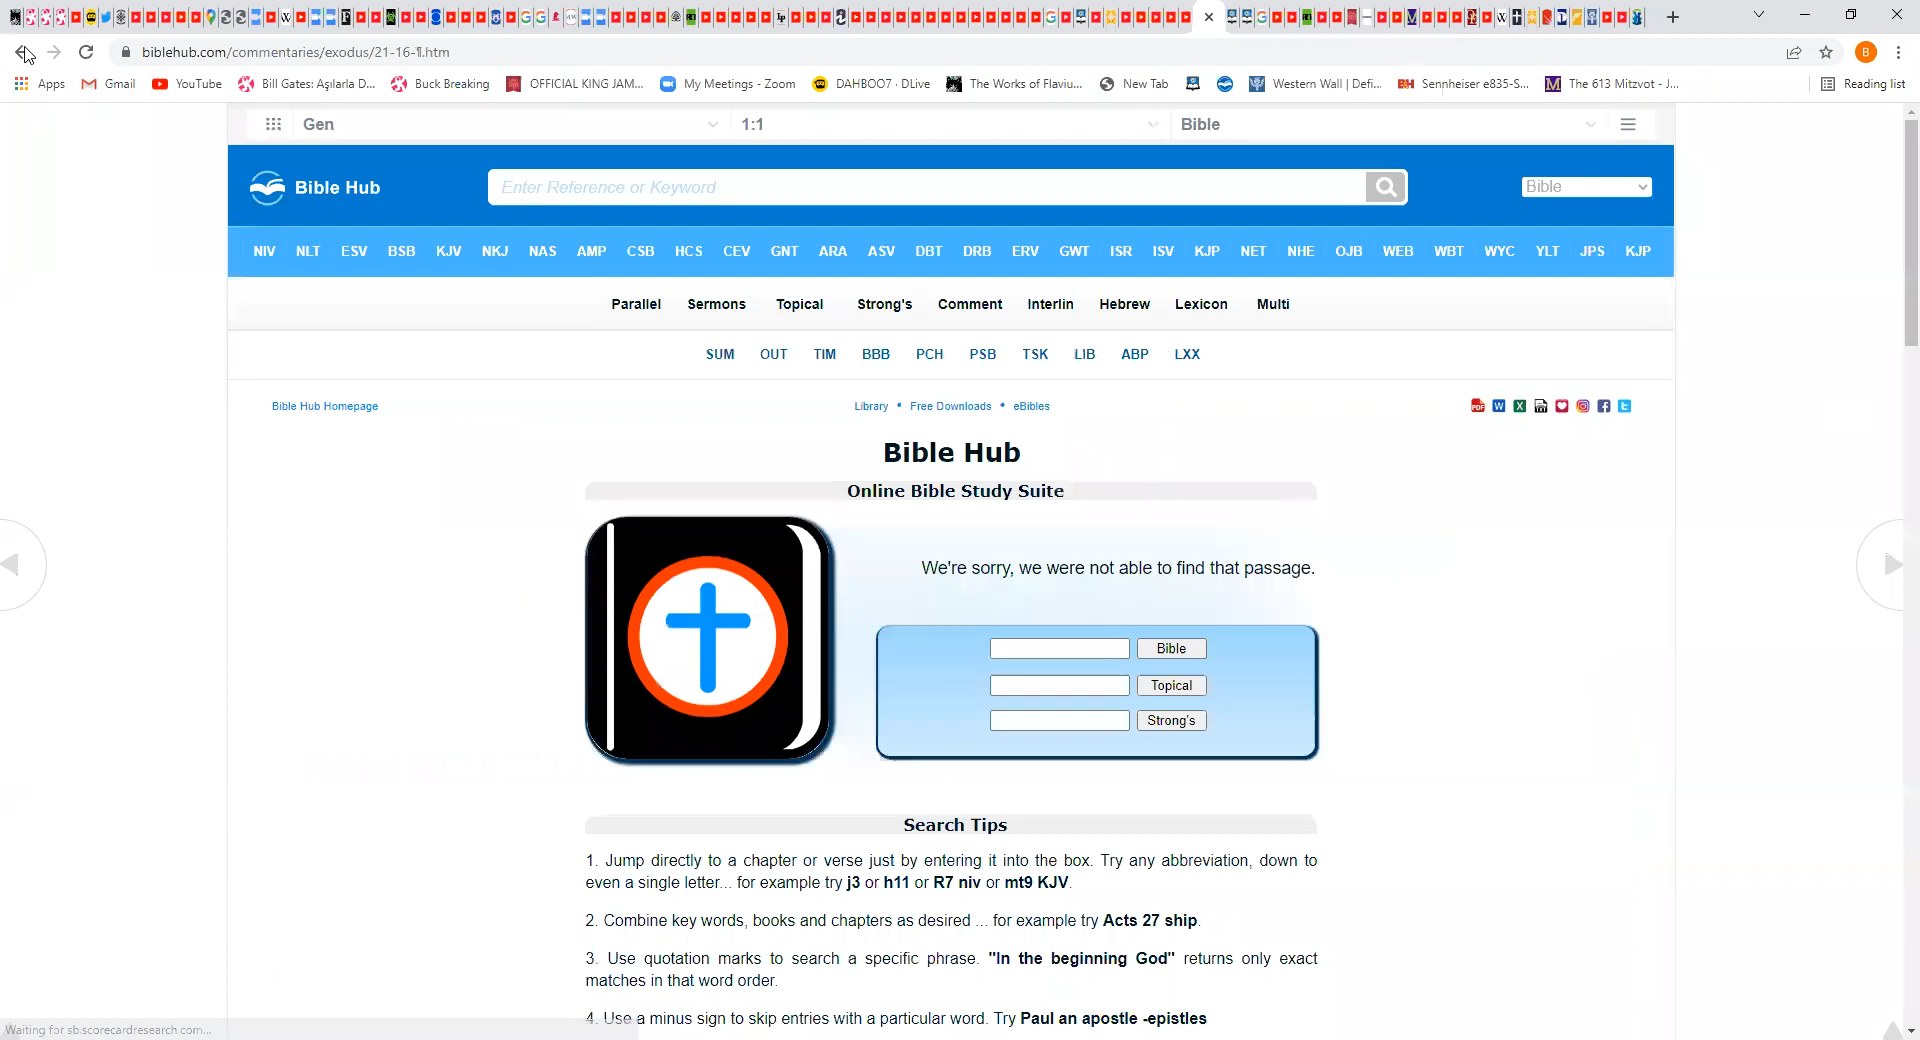 biblehub.com/commentaries/exodus/21-16-1.htm
B
Apps Gmail YouTube Bill Gates: Aşılarla D... Buck Breaking OFFICIAL KING JAM... My Meetings - Zoom DAHBOO7 · DLive The Works of Flaviu... New Tab Western Wall | Defi... Sennheiser e835-S... The 613 Mitzvot - J... Reading list
Gen 1:1 Bible
Bible Hub Enter Reference or Keyword Bible
NIV NLT ESV BSB KJV NKJ NAS AMP CSB HCS CEV GNT ARA ASV DBT DRB ERV GWT ISR ISV KJP NET NHE OJB WEB WBT WYC YLT JPS KJP
Parallel Sermons Topical Strong's Comment Interlin Hebrew Lexicon Multi
SUM OUT TIM BBB PCH PSB TSK LIB ABP LXX
Bible Hub Homepage Library • Free Downloads • eBibles
Bible Hub
Online Bible Study Suite
We're sorry, we were not able to find that passage.
Bible
Topical
Strong's
Search Tips
1. Jump directly to a chapter or verse just by entering it into the box. Try any abbreviation, down to
even a single letter... for example try j3 or h11 or R7 niv or mt9 KJV.
2. Combine key words, books and chapters as desired ... for example try Acts 27 ship.
3. Use quotation marks to search a specific phrase. "In the beginning God" returns only exact
matches in that word order.
4. Use a minus sign to skip entries with a particular word. Try Paul an apostle -epistles
Waiting for sb.scorecardresearch.com...